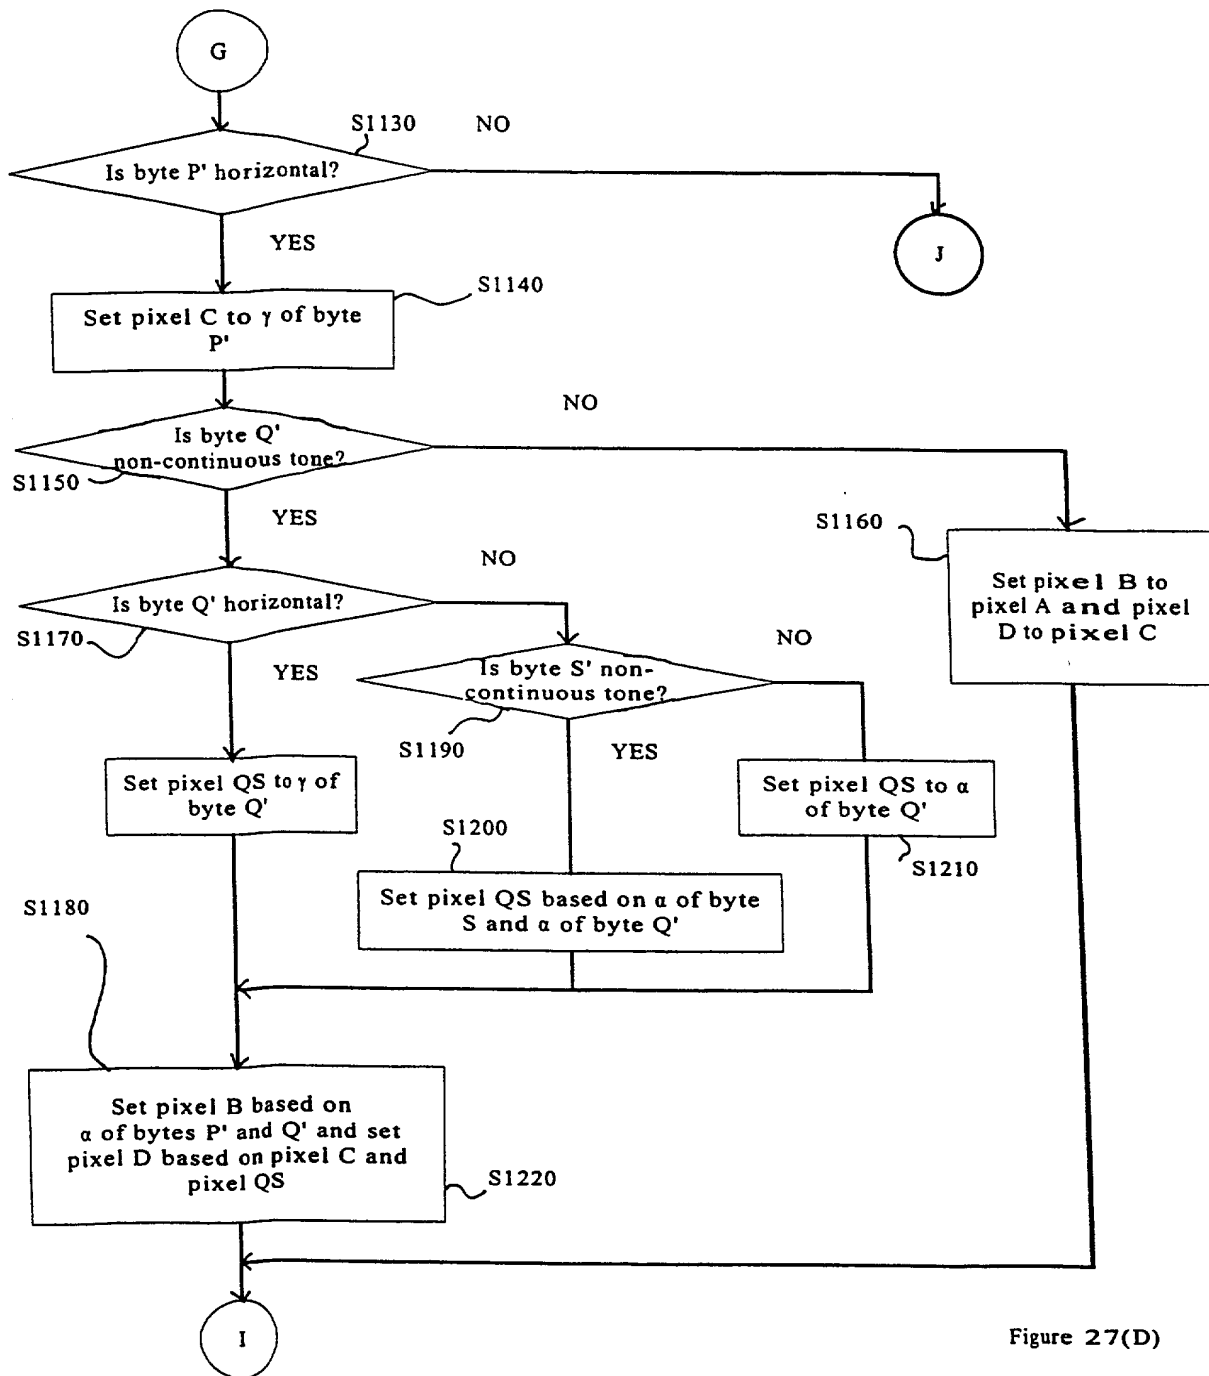 G
S1130
NO
Is byte P' horizontal?
J
YES
S1140
Set pixel C to γ of byte
P'
NO
Is byte Q'
non-continuous tone?
S1150
YES
S1160
NO
Set pixel B to
pixel A and pixel
D to pixel C
Is byte Q' horizontal?
S1170
NO
YES
Is byte S' non-
continuous tone?
S1190
YES
Set pixel QS to γ of
byte Q'
Set pixel QS to α
of byte Q'
S1200
S1210
Set pixel QS based on α of byte
S and α of byte Q'
S1180
Set pixel B based on
α of bytes P' and Q' and set
pixel D based on pixel C and
pixel QS
S1220
I
Figure 27(D)